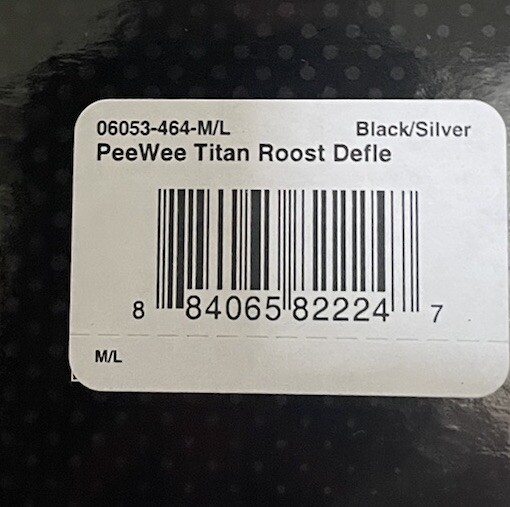 06053-464-M/L Black/Silver
PeeWee Titan Roost Defle
8 84065 82224 7
M/L